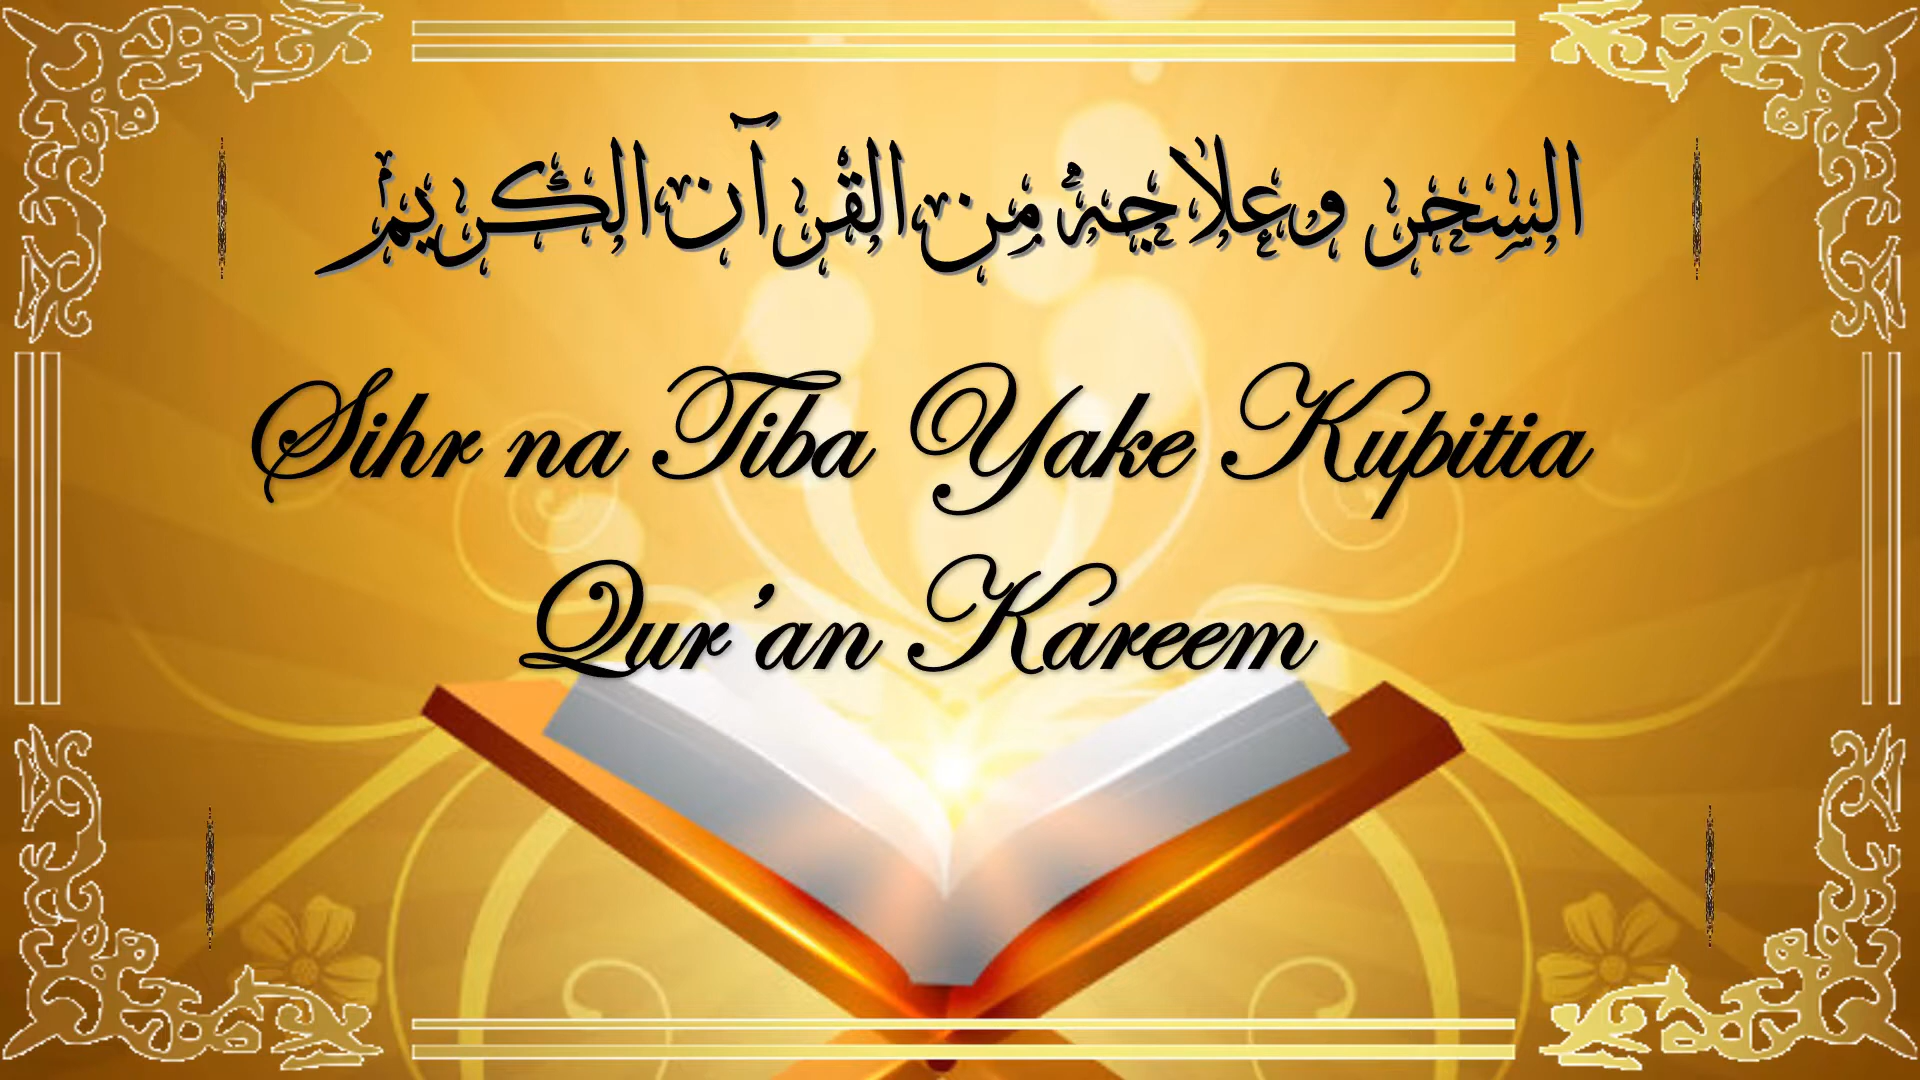 السحر وعلاجه من القرآن الكريم
Sihr na Tiba Yake Kupitia
Qur’an Kareem